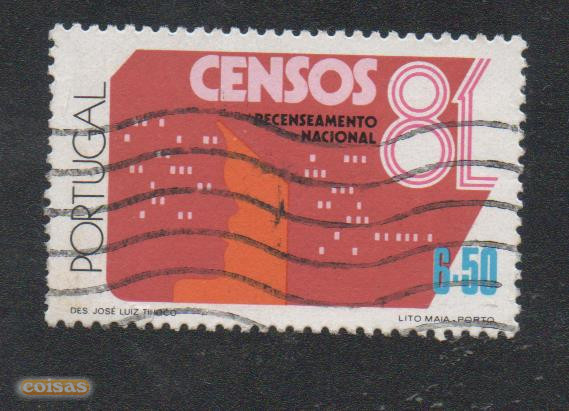 CENSOS
81
RECENSEAMENTO
NACIONAL
PORTUGAL
6.50
DES JOSÉ LUIZ TINOCO
LITO MAIA - PORTO
coisas